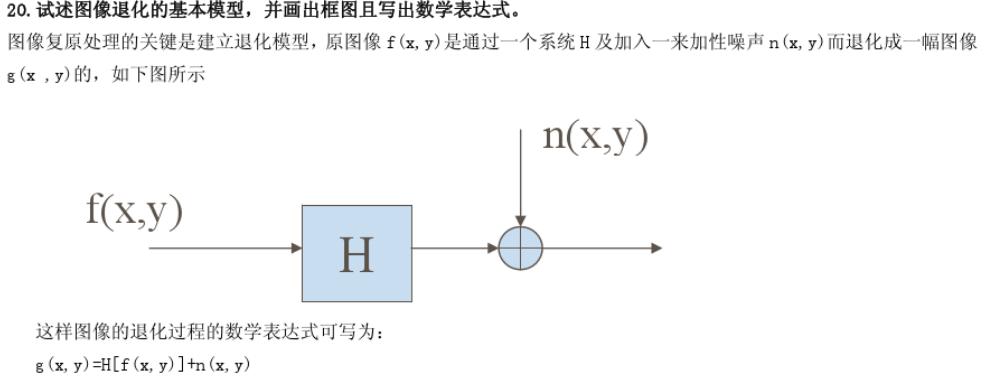 20.试述图像退化的基本模型，并画出框图且写出数学表达式。
图像复原处理的关键是建立退化模型，原图像 f(x,y)是通过一个系统 H 及加入一来加性噪声 n(x,y)而退化成一幅图像
g(x ,y)的，如下图所示
n(x,y)
f(x,y)
H
这样图像的退化过程的数学表达式可写为：
g(x,y)=H[f(x,y)]+n(x,y)